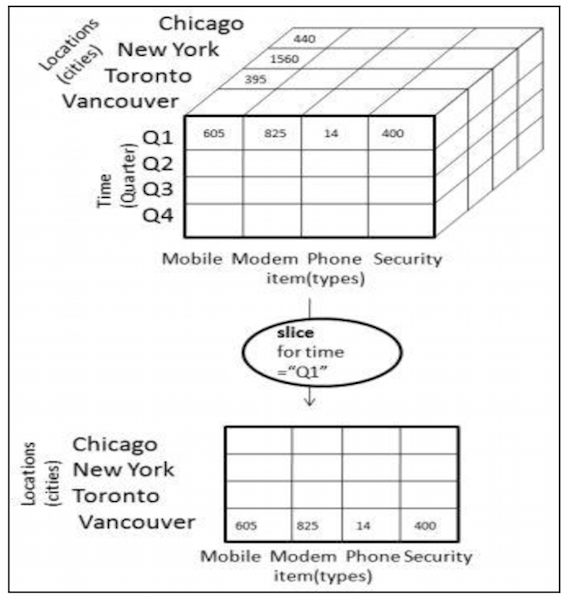 Chicago
440
New York
1560
Toronto
395
Vancouver
Locations
(cities)
Q1 605 825 14 400
Q2
Q3
Q4
Time
(Quarter)
Mobile Modem Phone Security
item(types)
slice
for time
="Q1"
Chicago
New York
Toronto
Vancouver 605 825 14 400
Locations
(cities)
Mobile Modem Phone Security
item(types)